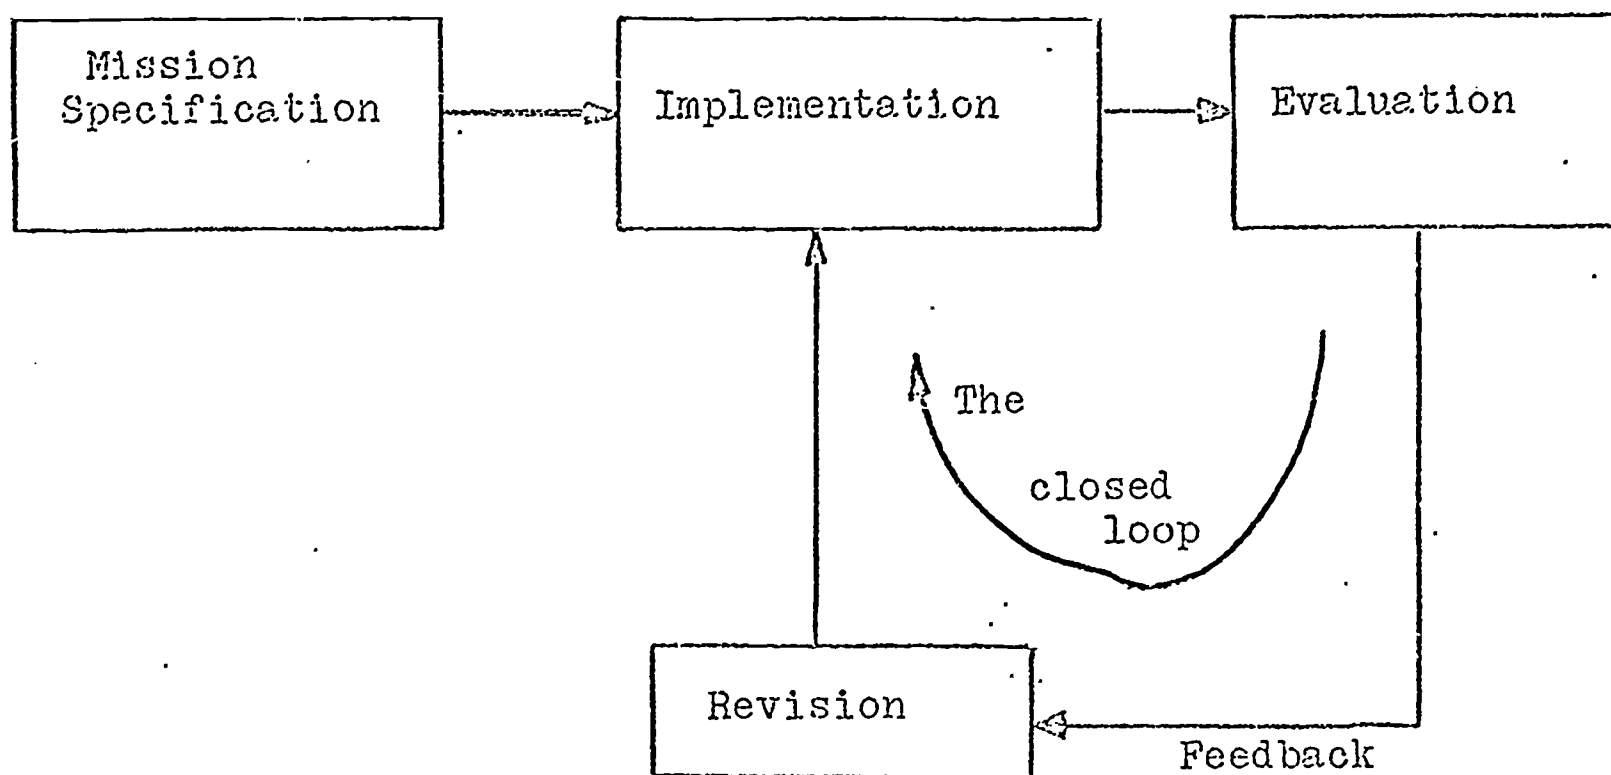 Mission
Specification
Implementation
Evaluation
The
closed
loop
Revision
Feedback